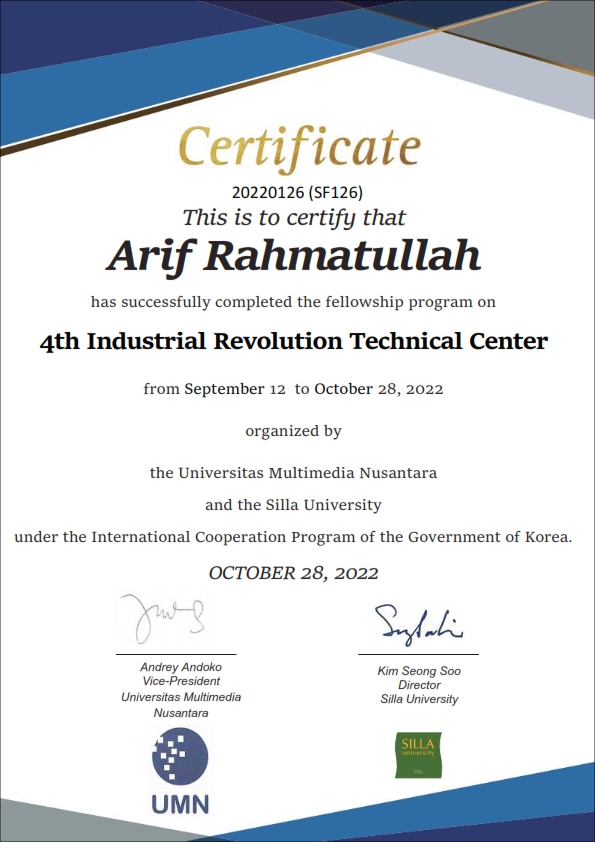 Certificate
20220126 (SF126)
This is to certify that
Arif Rahmatullah
has successfully completed the fellowship program on
4th Industrial Revolution Technical Center
from September 12 to October 28, 2022
organized by
the Universitas Multimedia Nusantara
and the Silla University
under the International Cooperation Program of the Government of Korea.
OCTOBER 28, 2022
Andrey Andoko
Vice-President
Universitas Multimedia
Nusantara
Kim Seong Soo
Director
Silla University
UMN
SILLA
university